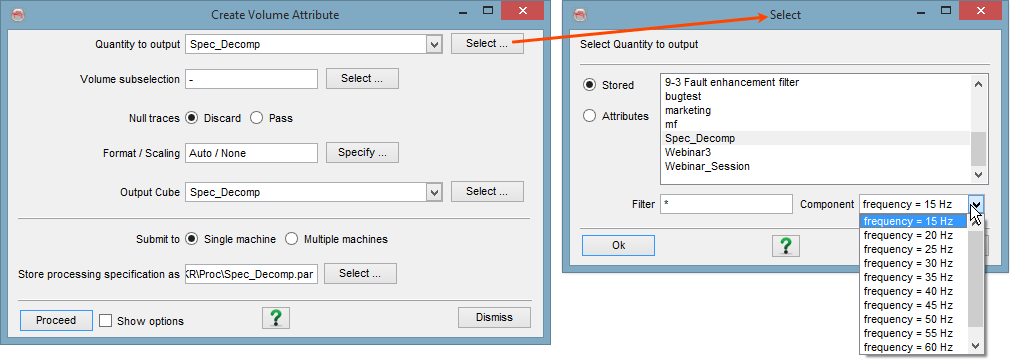 Create Volume Attribute
Quantity to output Spec_Decomp Select ...
Volume subselection - Select ...
Null traces Discard Pass
Format / Scaling Auto / None Specify ...
Output Cube Spec_Decomp Select ...
Submit to Single machine Multiple machines
Store processing specification as KR\Proc\Spec_Decomp.par Select ...
Proceed Show options ? Dismiss
Select
Select Quantity to output
Stored
Attributes
9-3 Fault enhancement filter
bugtest
marketing
mf
Spec_Decomp
Webinar3
Webinar_Session
Filter * Component frequency = 15 Hz
Ok ?
frequency = 15 Hz
frequency = 20 Hz
frequency = 25 Hz
frequency = 30 Hz
frequency = 35 Hz
frequency = 40 Hz
frequency = 45 Hz
frequency = 50 Hz
frequency = 55 Hz
frequency = 60 Hz